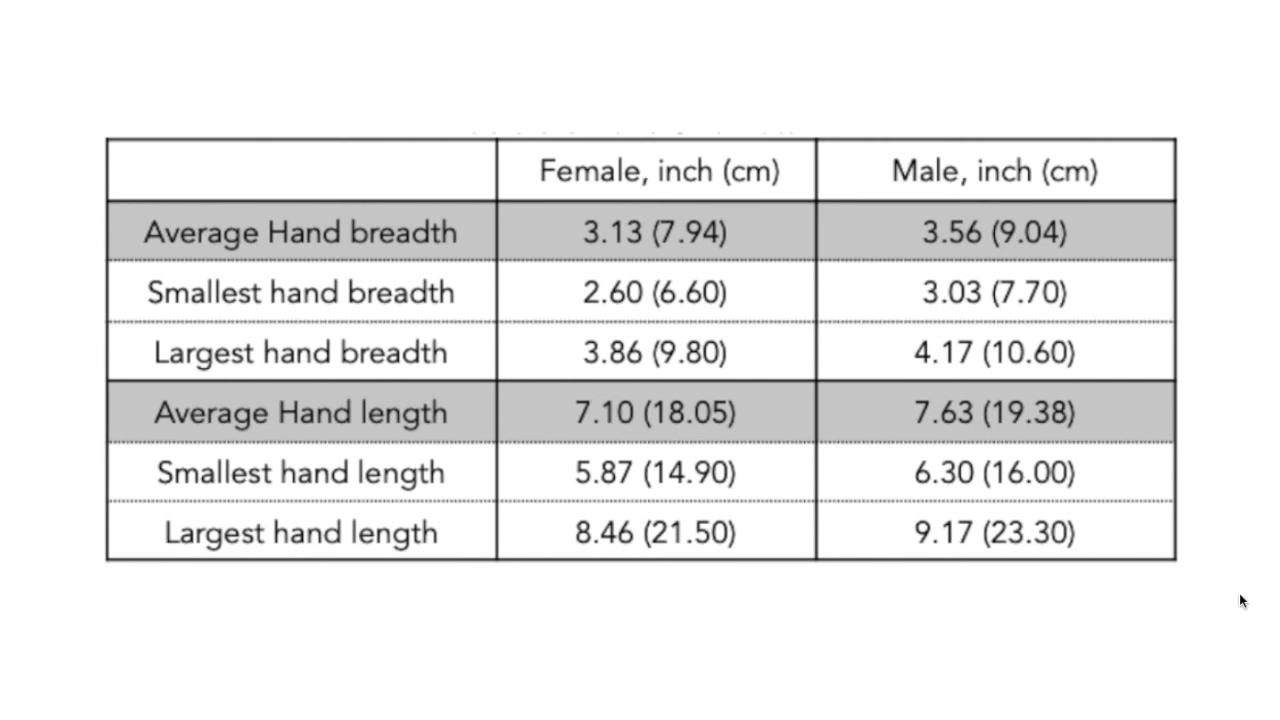 Female, inch (cm) Male, inch (cm)
Average Hand breadth 3.13 (7.94) 3.56 (9.04)
Smallest hand breadth 2.60 (6.60) 3.03 (7.70)
Largest hand breadth 3.86 (9.80) 4.17 (10.60)
Average Hand length 7.10 (18.05) 7.63 (19.38)
Smallest hand length 5.87 (14.90) 6.30 (16.00)
Largest hand length 8.46 (21.50) 9.17 (23.30)